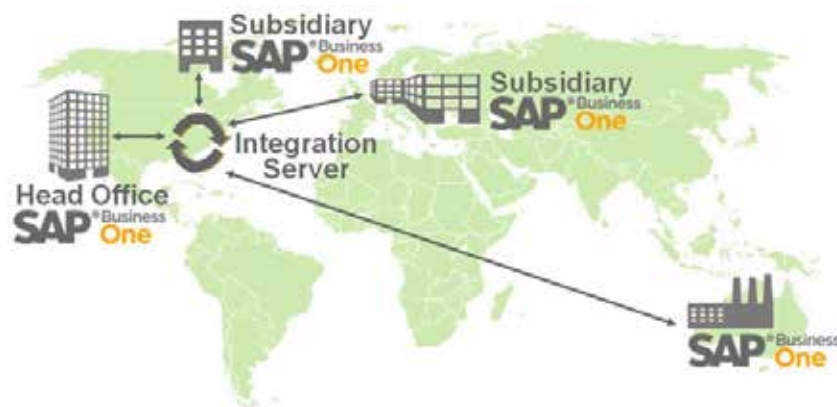 Subsidiary
SAP® Business One
Subsidiary
SAP® Business One
Integration Server
Head Office
SAP® Business One
SAP® Business One